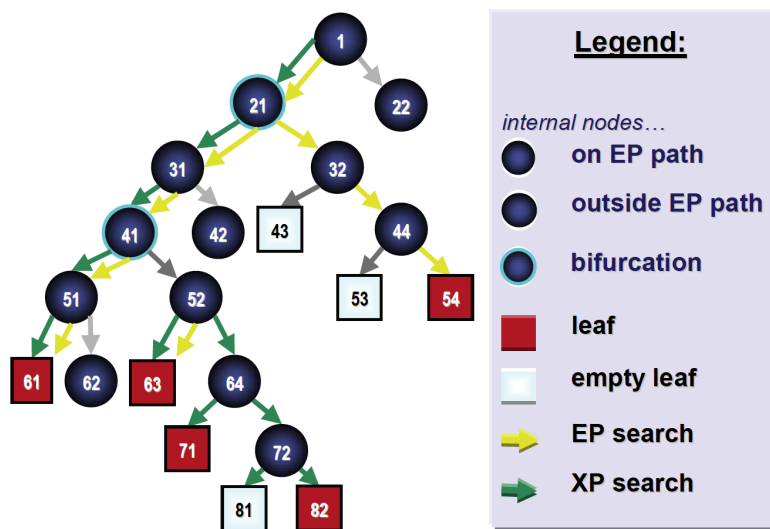 1
21
22
31
32
41
42
43
44
51
52
53
54
61
62
63
64
71
72
81
82
Legend:
internal nodes...
on EP path
outside EP path
bifurcation
leaf
empty leaf
EP search
XP search